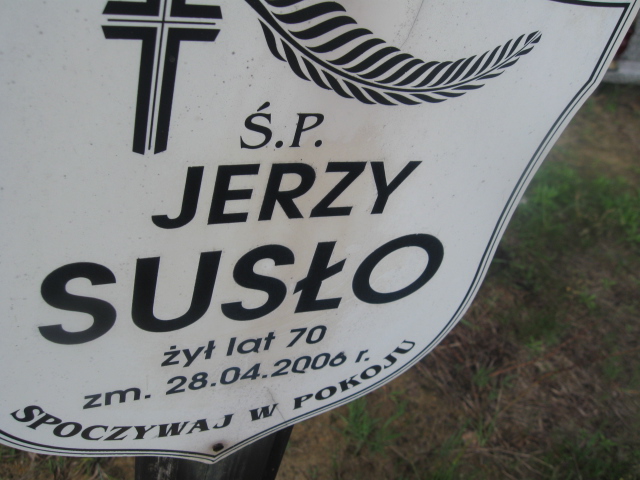 Ś.P.
JERZY
SUSŁO
żył lat 70
zm. 28.04.2006 r.
SPOCZYWAJ W POKOJU